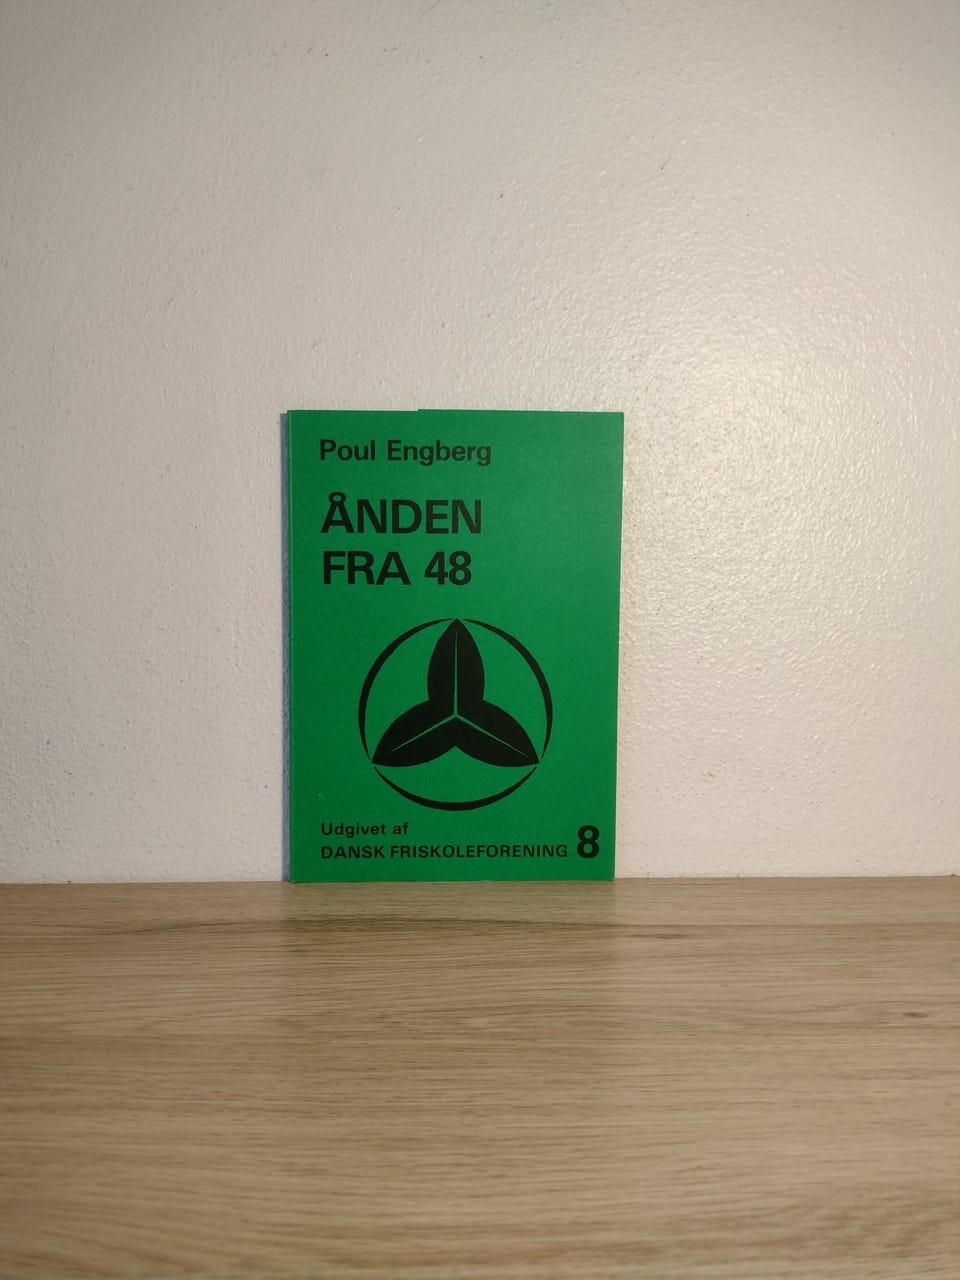 Poul Engberg
ÅNDEN
FRA 48
Udgivet af
DANSK FRISKOLEFORENING 8